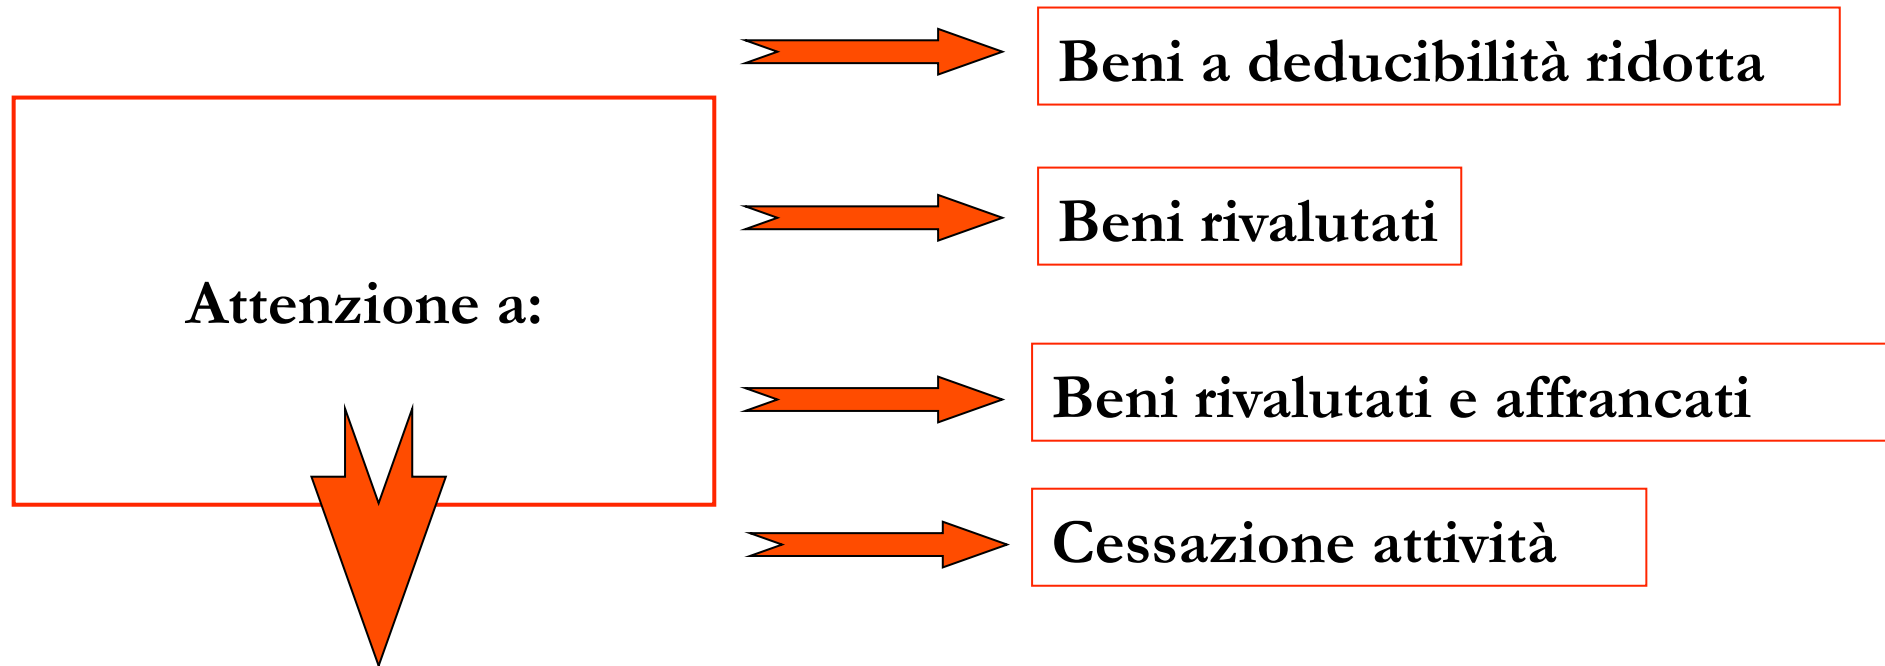 Attenzione a:
Beni a deducibilità ridotta
Beni rivalutati
Beni rivalutati e affrancati
Cessazione attività